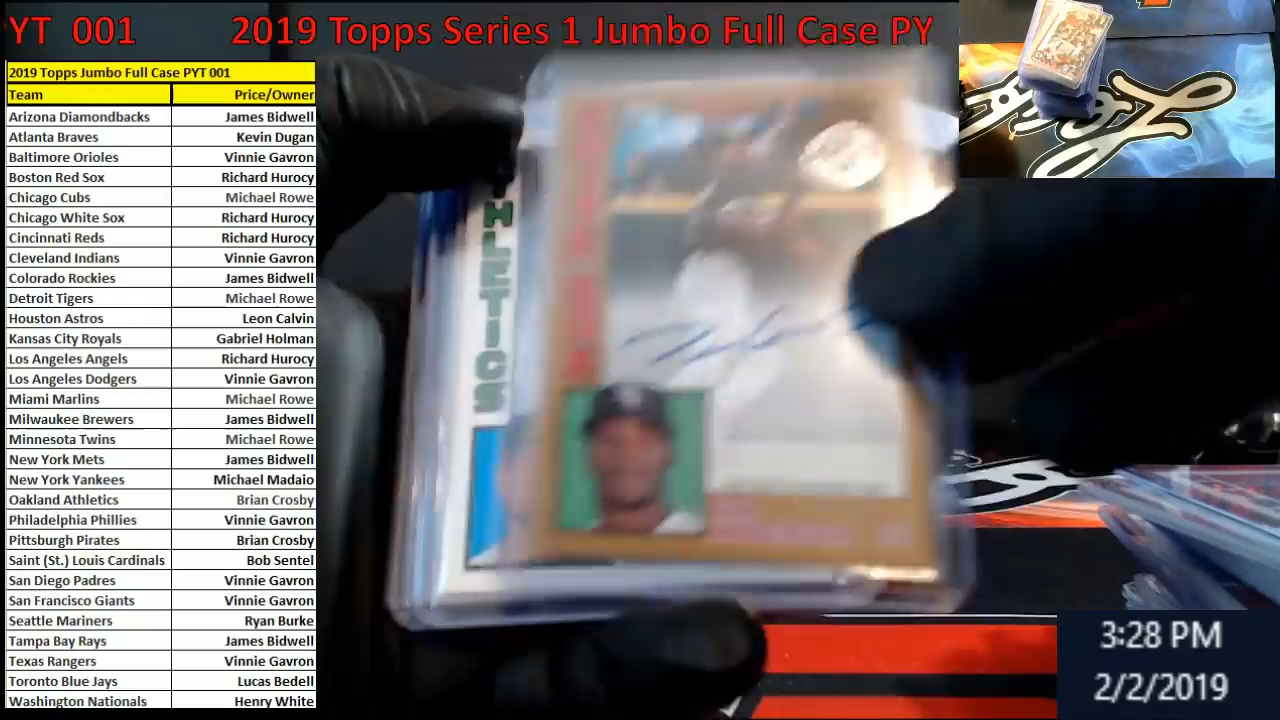 YT 001 2019 Topps Series 1 Jumbo Full Case PY
2019 Topps Jumbo Full Case PYT 001
Team Price/Owner
Arizona Diamondbacks James Bidwell
Atlanta Braves Kevin Dugan
Baltimore Orioles Vinnie Gavron
Boston Red Sox Richard Hurocy
Chicago Cubs Michael Rowe
Chicago White Sox Richard Hurocy
Cincinnati Reds Richard Hurocy
Cleveland Indians Vinnie Gavron
Colorado Rockies James Bidwell
Detroit Tigers Michael Rowe
Houston Astros Leon Calvin
Kansas City Royals Gabriel Holman
Los Angeles Angels Richard Hurocy
Los Angeles Dodgers Vinnie Gavron
Miami Marlins Michael Rowe
Milwaukee Brewers James Bidwell
Minnesota Twins Michael Rowe
New York Mets James Bidwell
New York Yankees Michael Madaio
Oakland Athletics Brian Crosby
Philadelphia Phillies Vinnie Gavron
Pittsburgh Pirates Brian Crosby
Saint (St.) Louis Cardinals Bob Sentel
San Diego Padres Vinnie Gavron
San Francisco Giants Vinnie Gavron
Seattle Mariners Ryan Burke
Tampa Bay Rays James Bidwell
Texas Rangers Vinnie Gavron
Toronto Blue Jays Lucas Bedell
Washington Nationals Henry White
HLETICS
3:28 PM
2/2/2019